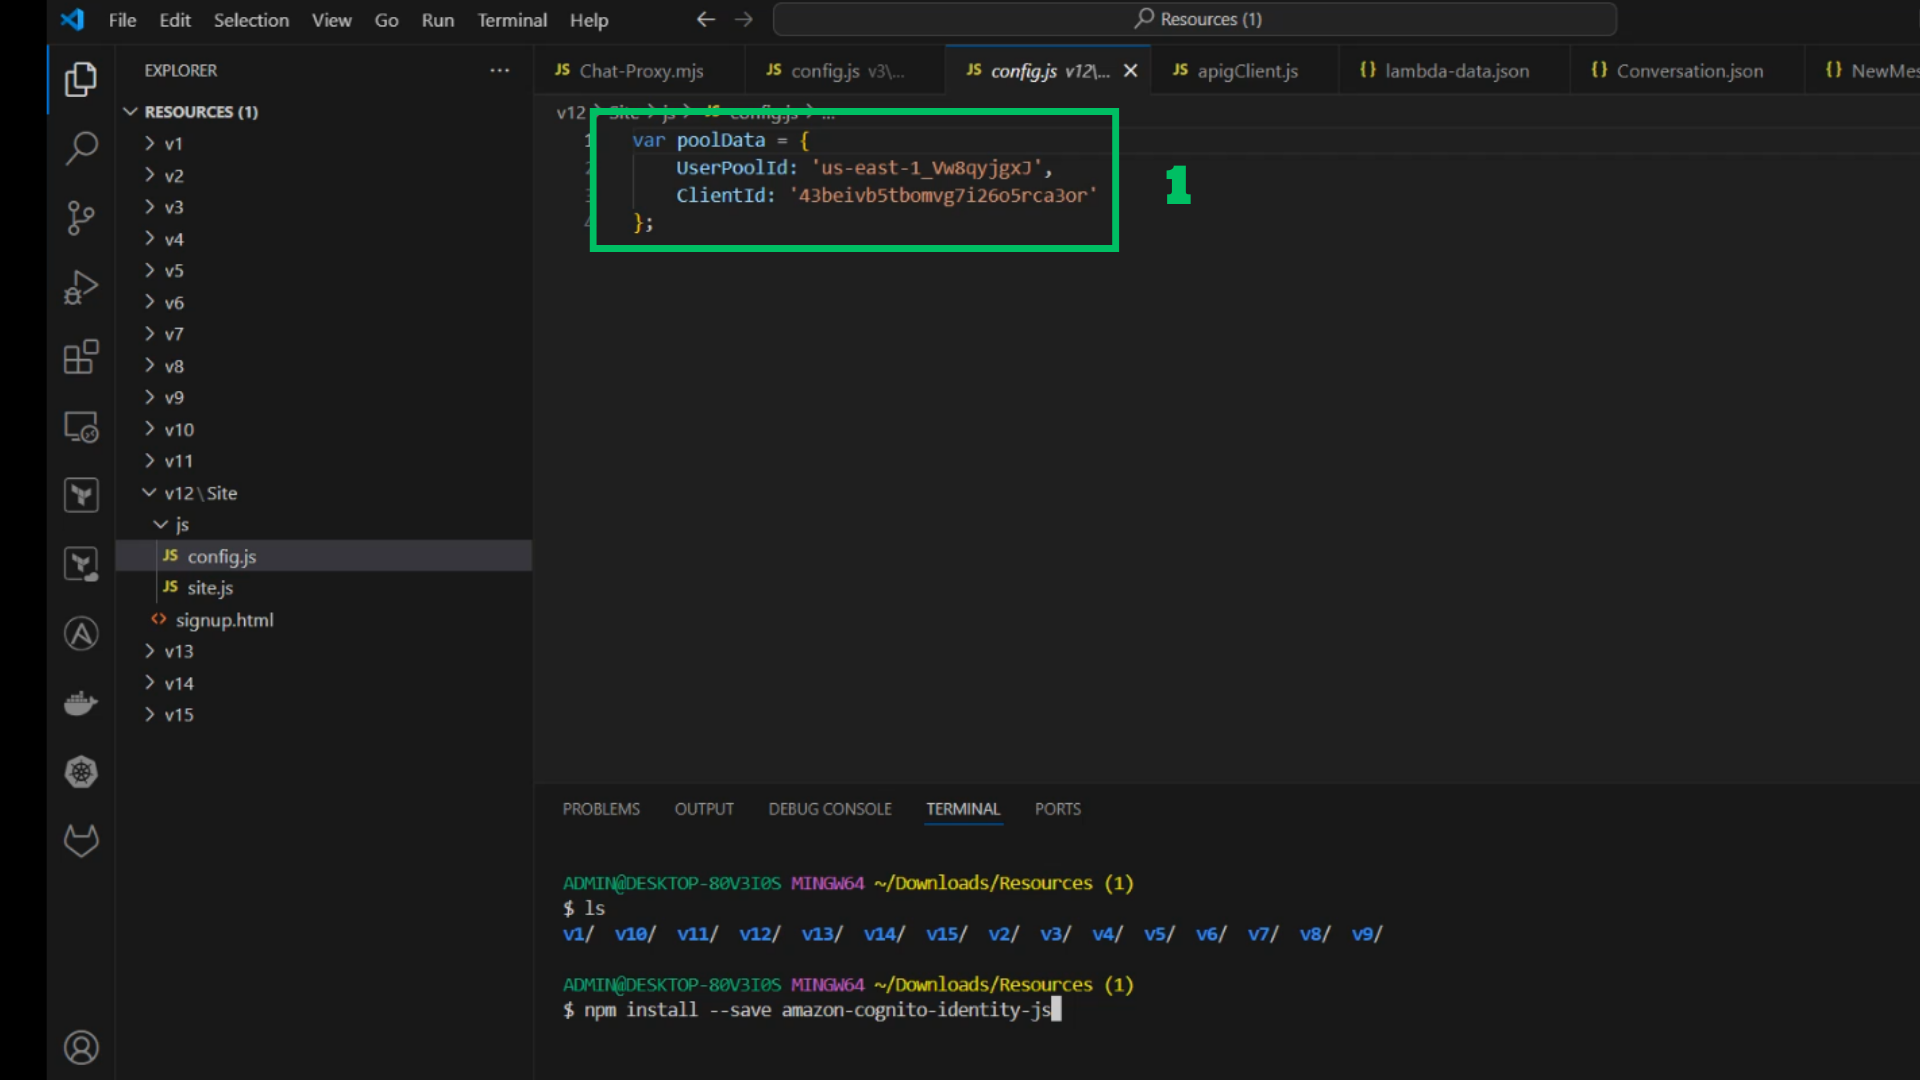 File Edit Selection View Go Run Terminal Help
Resources (1)
EXPLORER
RESOURCES (1)
v1
v2
v3
v4
v5
v6
v7
v8
v9
v10
v11
v12\Site
js
JS config.js
JS site.js
<> signup.html
v13
v14
v15
JS Chat-Proxy.mjs
JS config.js v3\...
JS config.js v12\...
JS apigClient.js
{} lambda-data.json
{} Conversation.json
{} NewMes
v12 > Site > js > JS config.js > ...
1 var poolData = {
2 UserPoolId: 'us-east-1_Vw8qyjgxJ',
3 ClientId: '43beivb5tbomvg7i26o5rca3or'
4 };
1
PROBLEMS OUTPUT DEBUG CONSOLE TERMINAL PORTS
ADMIN@DESKTOP-80V3I0S MINGW64 ~/Downloads/Resources (1)
$ ls
v1/ v10/ v11/ v12/ v13/ v14/ v15/ v2/ v3/ v4/ v5/ v6/ v7/ v8/ v9/
ADMIN@DESKTOP-80V3I0S MINGW64 ~/Downloads/Resources (1)
$ npm install --save amazon-cognito-identity-js